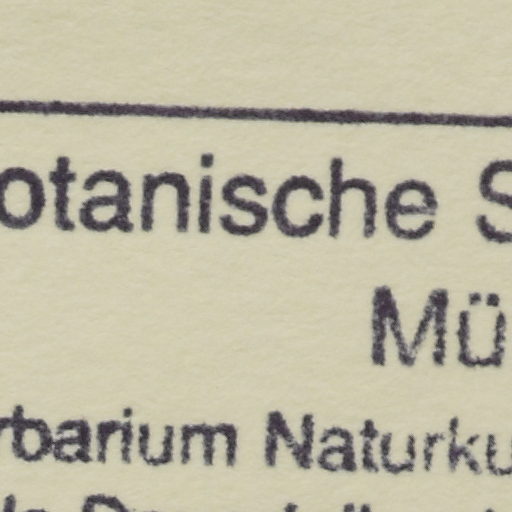 otanische S
Mü
rbarium Naturku